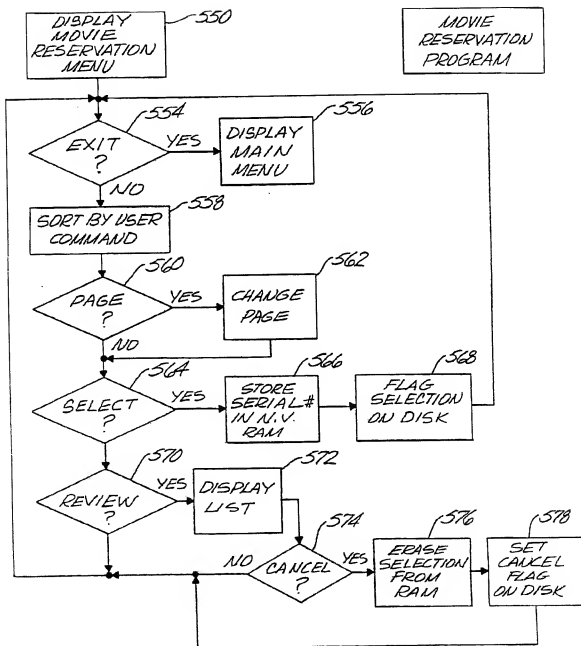 DISPLAY
MOVIE
RESERVATION
MENU
550
MOVIE
RESERVATION
PROGRAM
554
EXIT
?
YES
NO
556
DISPLAY
MAIN
MENU
558
SORT BY USER
COMMAND
560
PAGE
?
YES
NO
562
CHANGE
PAGE
564
SELECT
?
YES
566
STORE
SERIAL #
IN N.V.
RAM
568
FLAG
SELECTION
ON DISK
570
REVIEW
?
YES
572
DISPLAY
LIST
574
CANCEL
?
NO
YES
576
ERASE
SELECTION
FROM
RAM
578
SET
CANCEL
FLAG
ON DISK